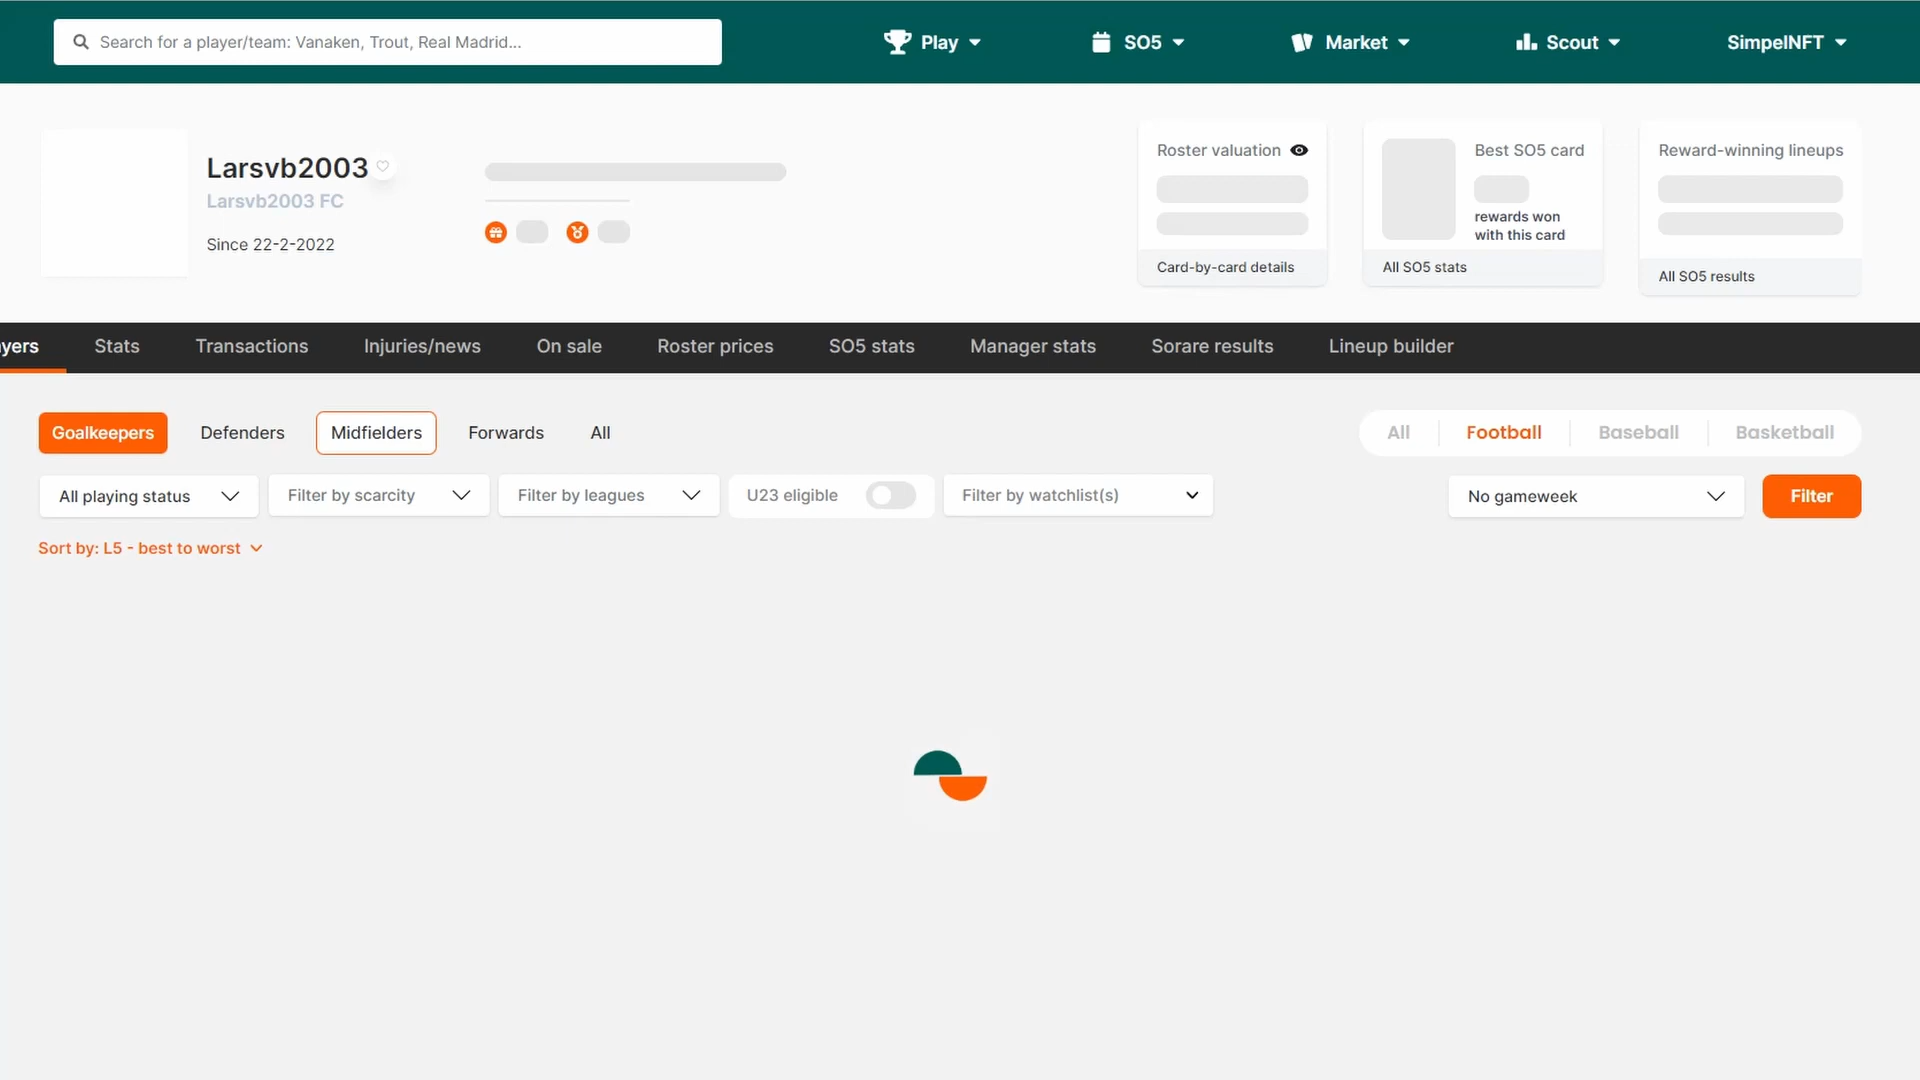 Search for a player/team: Vanaken, Trout, Real Madrid...
Play
SO5
Market
Scout
SimpelNFT
Larsvb2003
Larsvb2003 FC
Since 22-2-2022
Roster valuation
Card-by-card details
Best SO5 card
rewards won
with this card
All SO5 stats
Reward-winning lineups
All SO5 results
yers
Stats
Transactions
Injuries/news
On sale
Roster prices
SO5 stats
Manager stats
Sorare results
Lineup builder
Goalkeepers
Defenders
Midfielders
Forwards
All
All
Football
Baseball
Basketball
All playing status
Filter by scarcity
Filter by leagues
U23 eligible
Filter by watchlist(s)
No gameweek
Filter
Sort by: L5 - best to worst